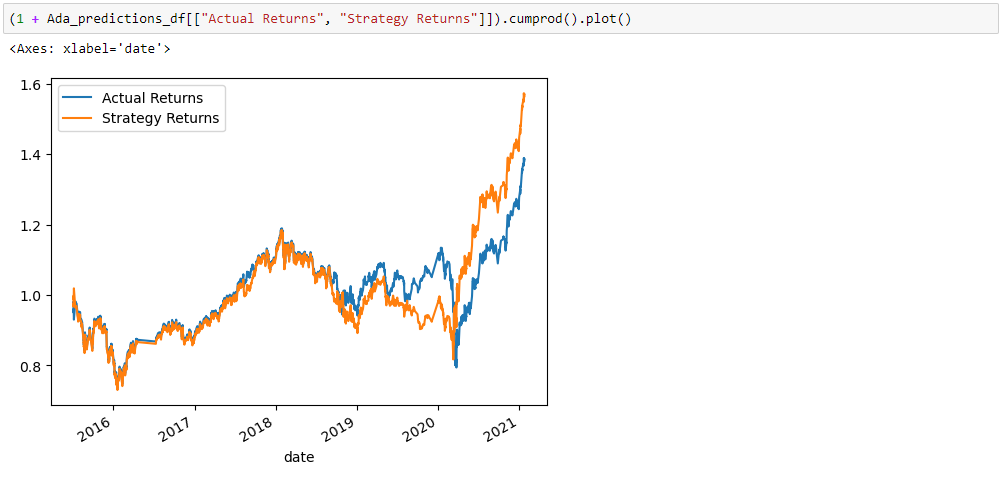 (1 + Ada_predictions_df[["Actual Returns", "Strategy Returns"]]).cumprod().plot()
<Axes: xlabel='date'>
1.6
Actual Returns
Strategy Returns
1.4
1.2
1.0
0.8
2016 2017 2018 2019 2020 2021
date